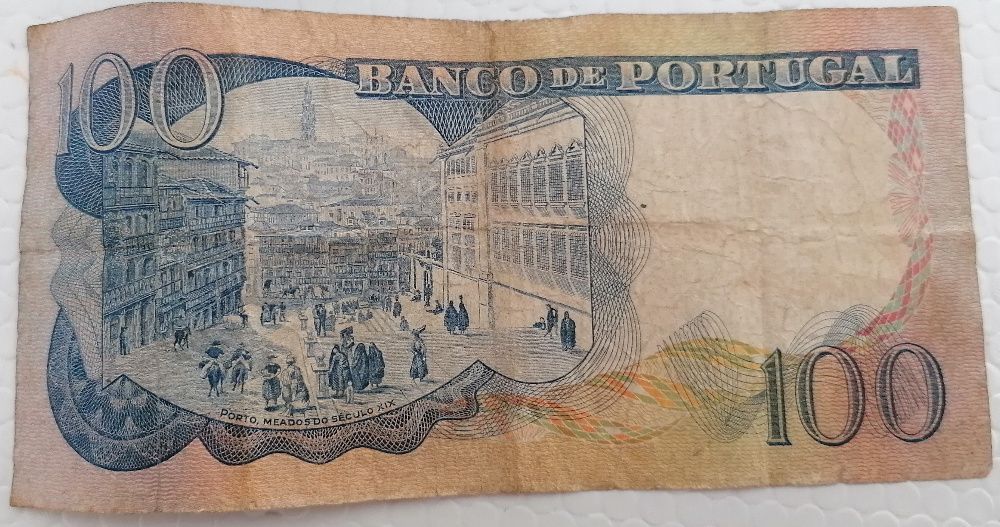 100
BANCO DE PORTUGAL
PORTO, MEADOS DO SÉCULO XIX
100